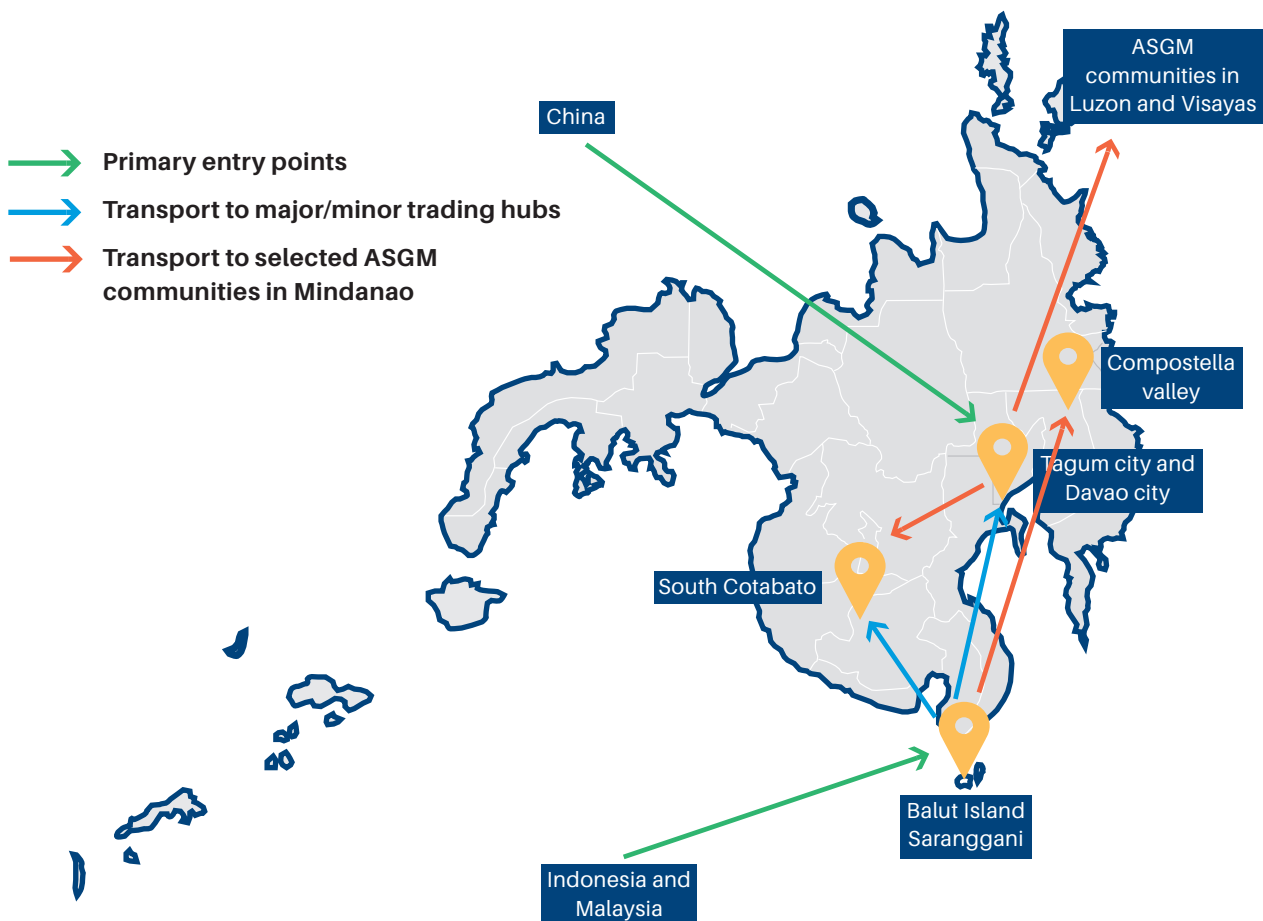 ASGM
communities in
Luzon and Visayas
China
Primary entry points
Transport to major/minor trading hubs
Transport to selected ASGM
communities in Mindanao
Compostella
valley
Tagum city and
Davao city
South Cotabato
Balut Island
Saranggani
Indonesia and
Malaysia